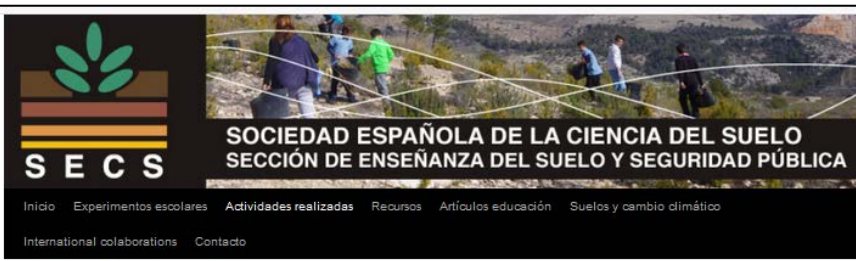 SOCIEDAD ESPAÑOLA DE LA CIENCIA DEL SUELO
SECS
SECCIÓN DE ENSEÑANZA DEL SUELO Y SEGURIDAD PÚBLICA
Inicio Experimentos escolares Actividades realizadas Recursos Artículos educación Suelos y cambio climático
International colaborations Contacto